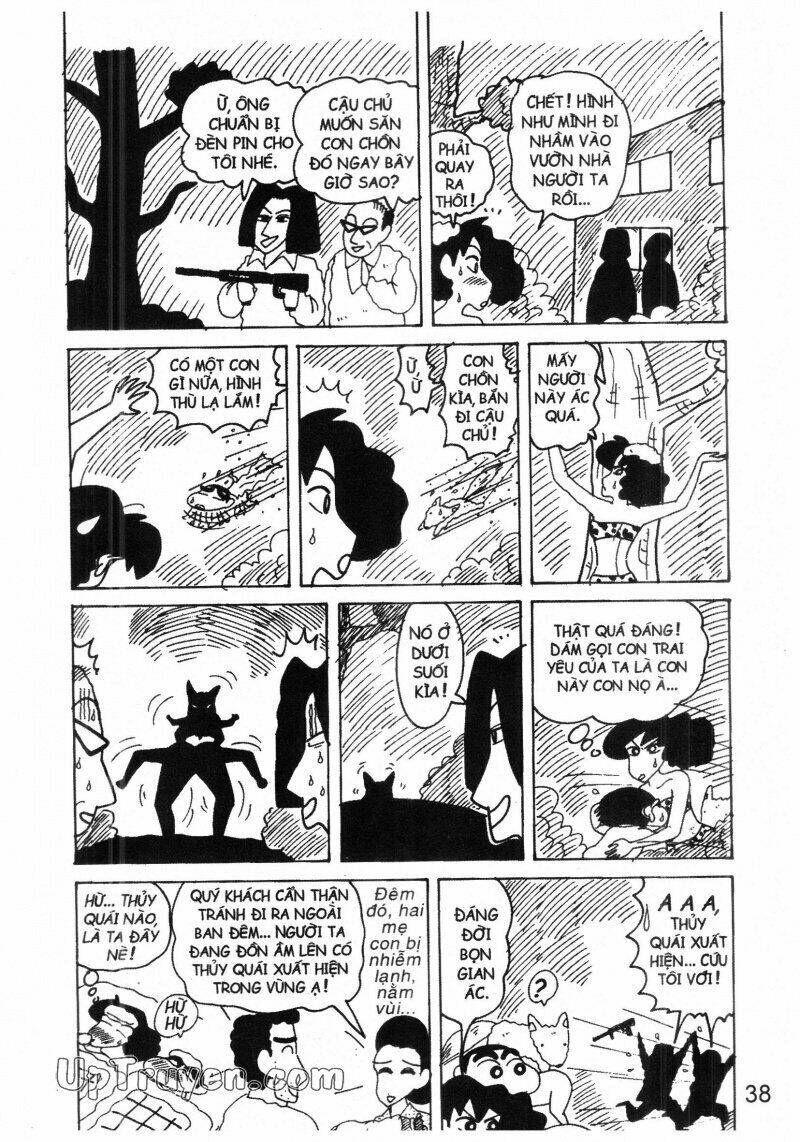 CHẾT! HÌNH
NHƯ MÌNH ĐI
NHẦM VÀO
VƯỜN NHÀ
NGƯỜI TA
RỒI...
PHẢI
QUAY
RA
THÔI!
CẬU CHỦ
MUỐN SĂN
CON CHỒN
ĐÓ NGAY BÂY
GIỜ SAO?
Ừ, ÔNG
CHUẨN BỊ
ĐÈN PIN CHO
TÔI NHÉ.
MẤY
NGƯỜI
NÀY ÁC
QUÁ.
CON
CHỒN
KÌA, BẮN
ĐI CẬU
CHỦ!
Ừ, Ừ
CÓ MỘT CON
GÌ NỮA, HÌNH
THÙ LẠ LẮM!
THẬT QUÁ ĐÁNG!
DÁM GỌI CON TRAI
YÊU CỦA TA LÀ CON
NÀY CON NỌ À...
NÓ Ở
DƯỚI
SUỐI
KÌA!
A A A,
THỦY
QUÁI XUẤT
HIỆN... CỨU
TÔI VỚI!
?
ĐÁNG
ĐỜI
BỌN
GIAN
ÁC.
Đêm
đó, hai
mẹ
con bị
nhiễm
lạnh,
nằm
vùi...
QUÝ KHÁCH CẨN THẬN
TRÁNH ĐI RA NGOÀI
BAN ĐÊM... NGƯỜI TA
ĐANG ĐỒN ẦM LÊN CÓ
THỦY QUÁI XUẤT HIỆN
TRONG VÙNG Ạ!
HỪ... THỦY
QUÁI NÀO,
LÀ TA ĐÂY
NÈ!
HỪ
HỪ
UpTruyen.com
38